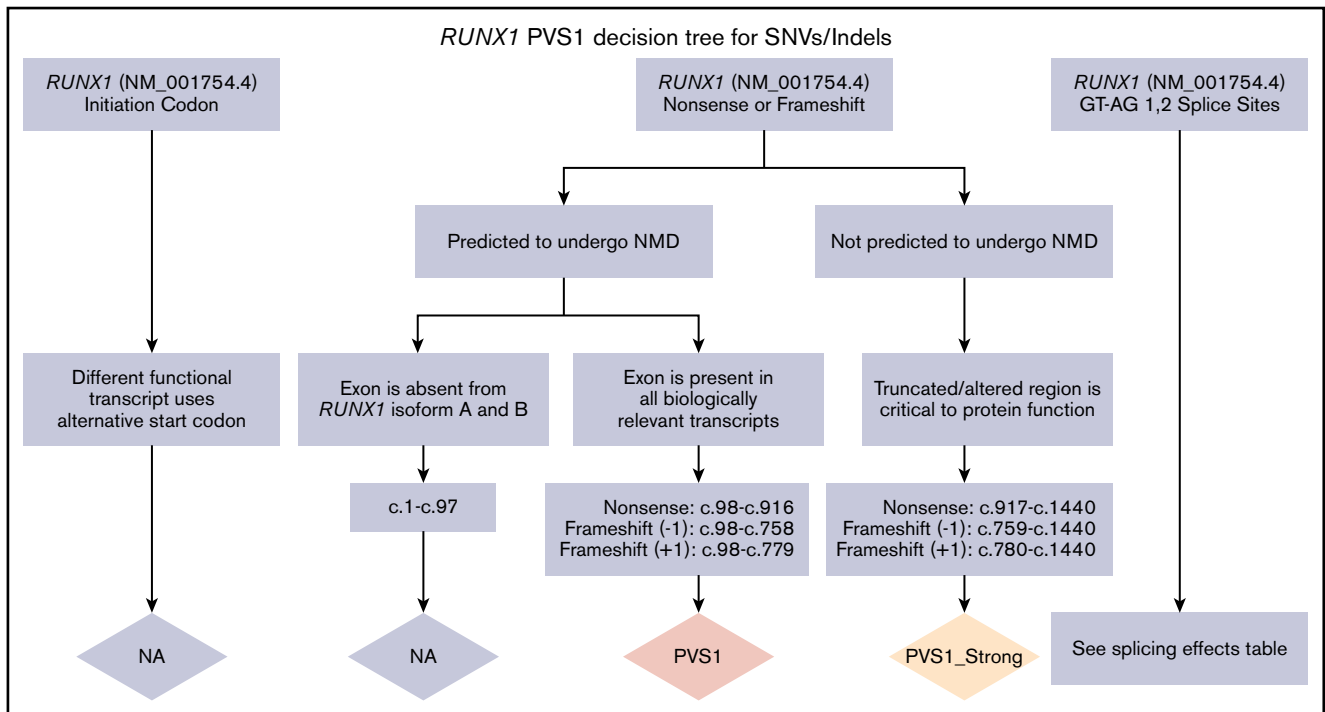 RUNX1 PVS1 decision tree for SNVs/Indels
RUNX1 (NM_001754.4)
Initiation Codon
RUNX1 (NM_001754.4)
Nonsense or Frameshift
RUNX1 (NM_001754.4)
GT-AG 1,2 Splice Sites
Predicted to undergo NMD
Not predicted to undergo NMD
Different functional
transcript uses
alternative start codon
Exon is absent from
RUNX1 isoform A and B
Exon is present in
all biologically
relevant transcripts
Truncated/altered region is
critical to protein function
c.1-c.97
Nonsense: c.98-c.916
Frameshift (-1): c.98-c.758
Frameshift (+1): c.98-c.779
Nonsense: c.917-c.1440
Frameshift (-1): c.759-c.1440
Frameshift (+1): c.780-c.1440
NA
NA
PVS1
PVS1_Strong
See splicing effects table